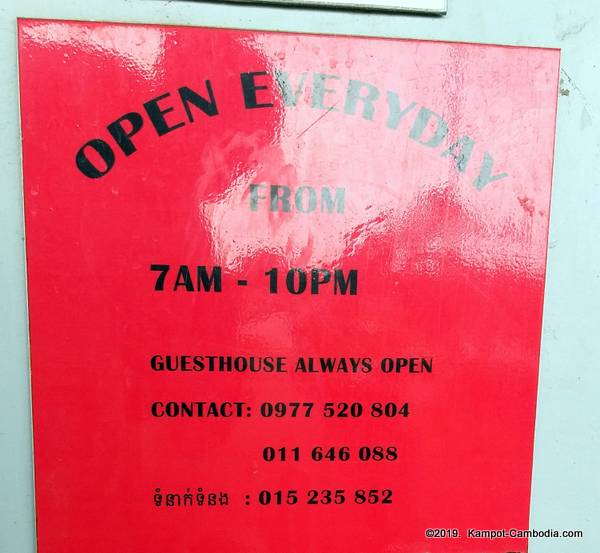 OPEN EVERYDAY
FROM
7AM - 10PM
GUESTHOUSE ALWAYS OPEN
CONTACT: 0977 520 804
011 646 088
ទំនាក់ទំនង : 015 235 852
©2019. Kampot-Cambodia.com